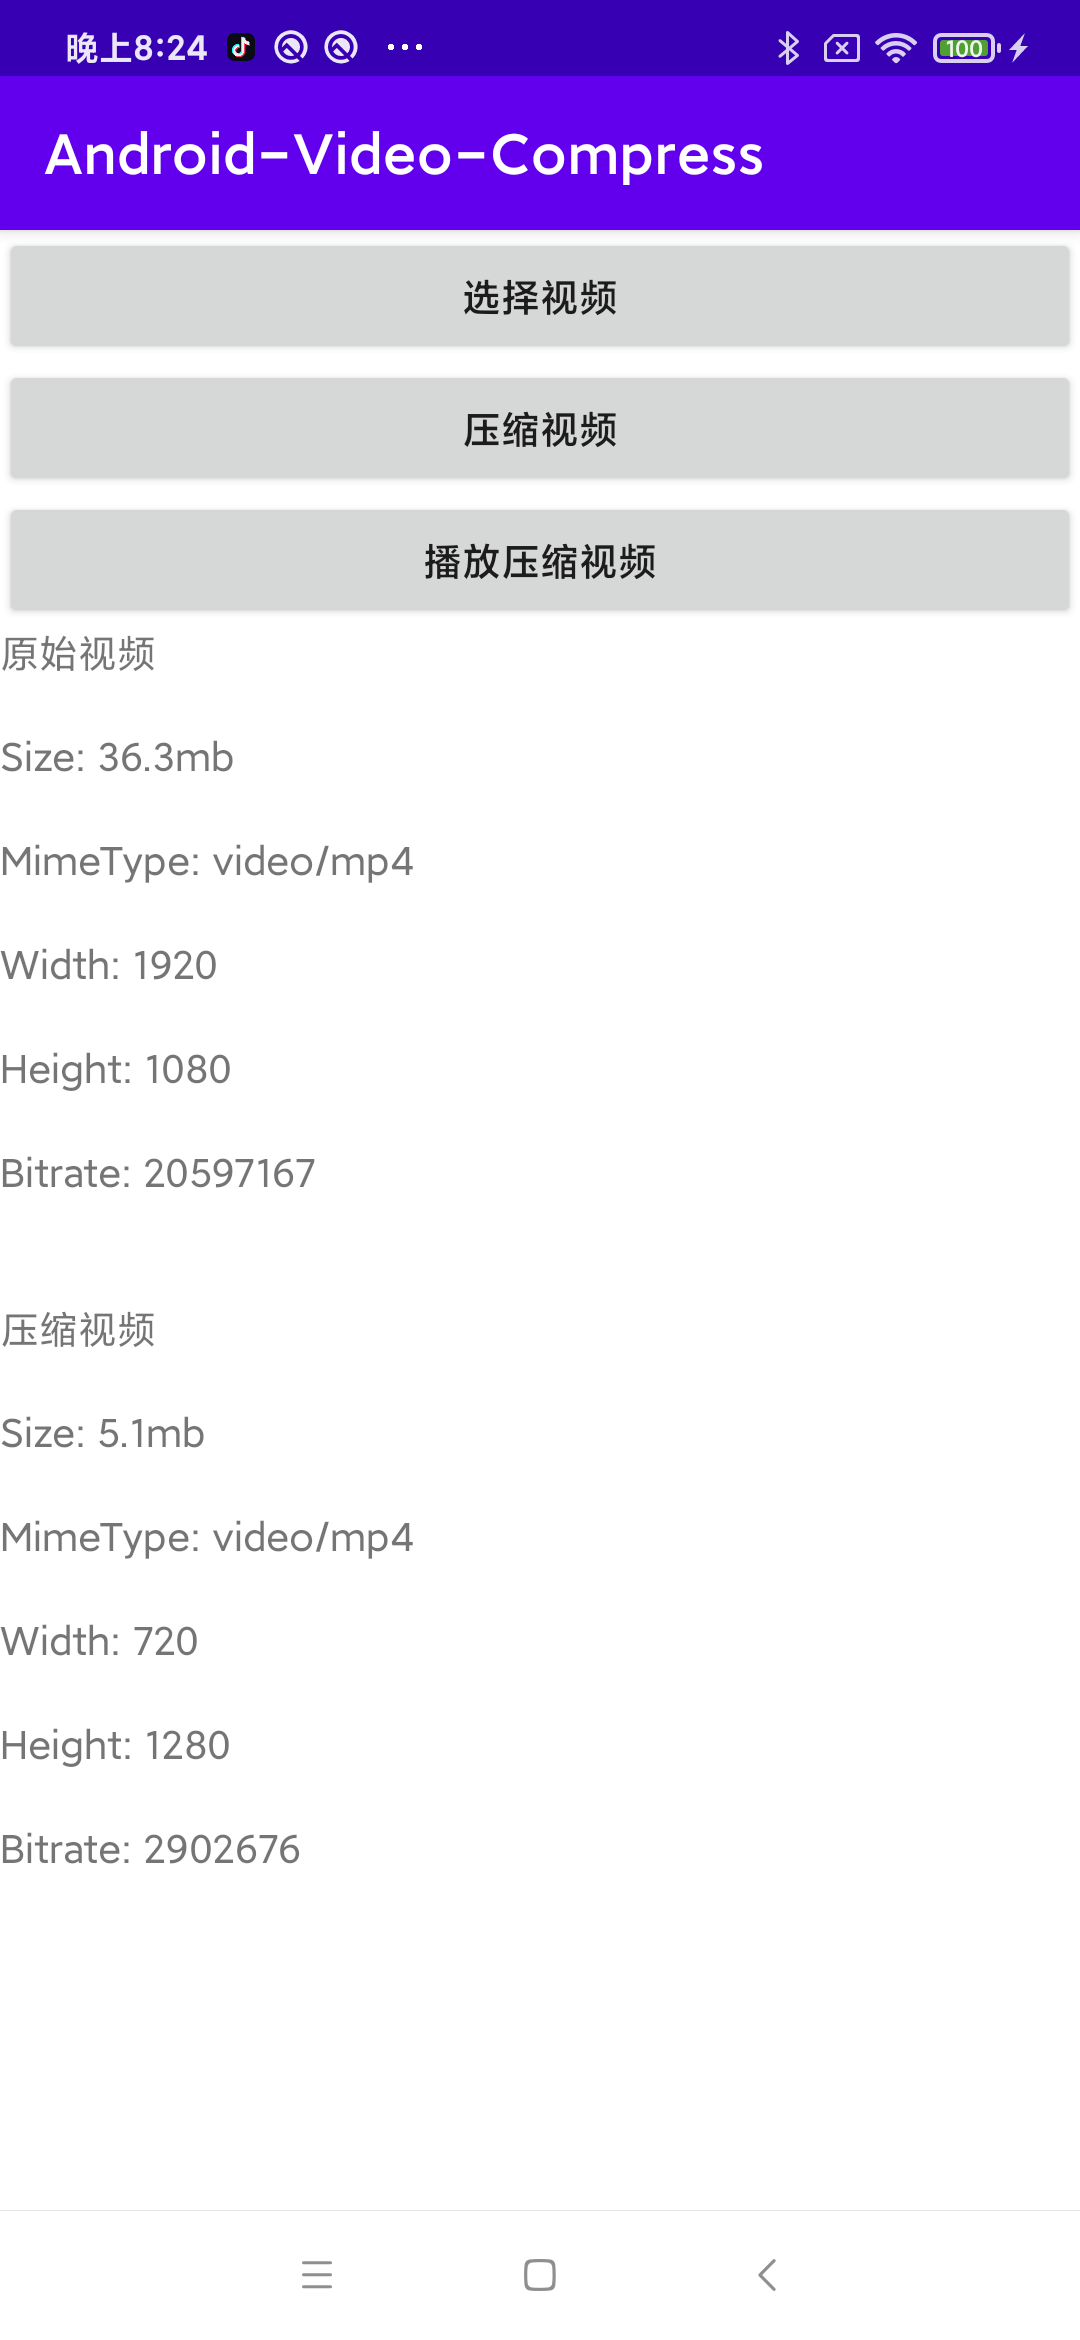 晚上8:24
100
Android-Video-Compress
选择视频
压缩视频
播放压缩视频
原始视频
Size: 36.3mb
MimeType: video/mp4
Width: 1920
Height: 1080
Bitrate: 20597167
压缩视频
Size: 5.1mb
MimeType: video/mp4
Width: 720
Height: 1280
Bitrate: 2902676